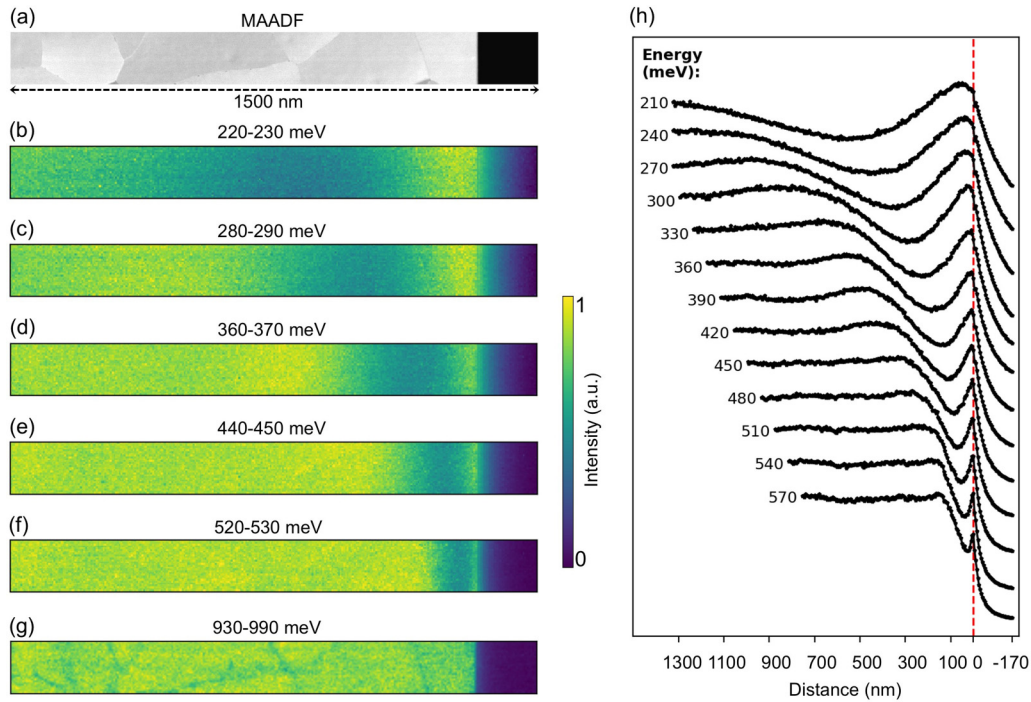 (a)
MAADF
1500 nm
(b)
220-230 meV
(c)
280-290 meV
(d)
360-370 meV
(e)
440-450 meV
(f)
520-530 meV
(g)
930-990 meV
1
Intensity (a.u.)
0
(h)
Energy
(meV):
210
240
270
300
330
360
390
420
450
480
510
540
570
1300 1100 900 700 500 300 100 0 -170
Distance (nm)